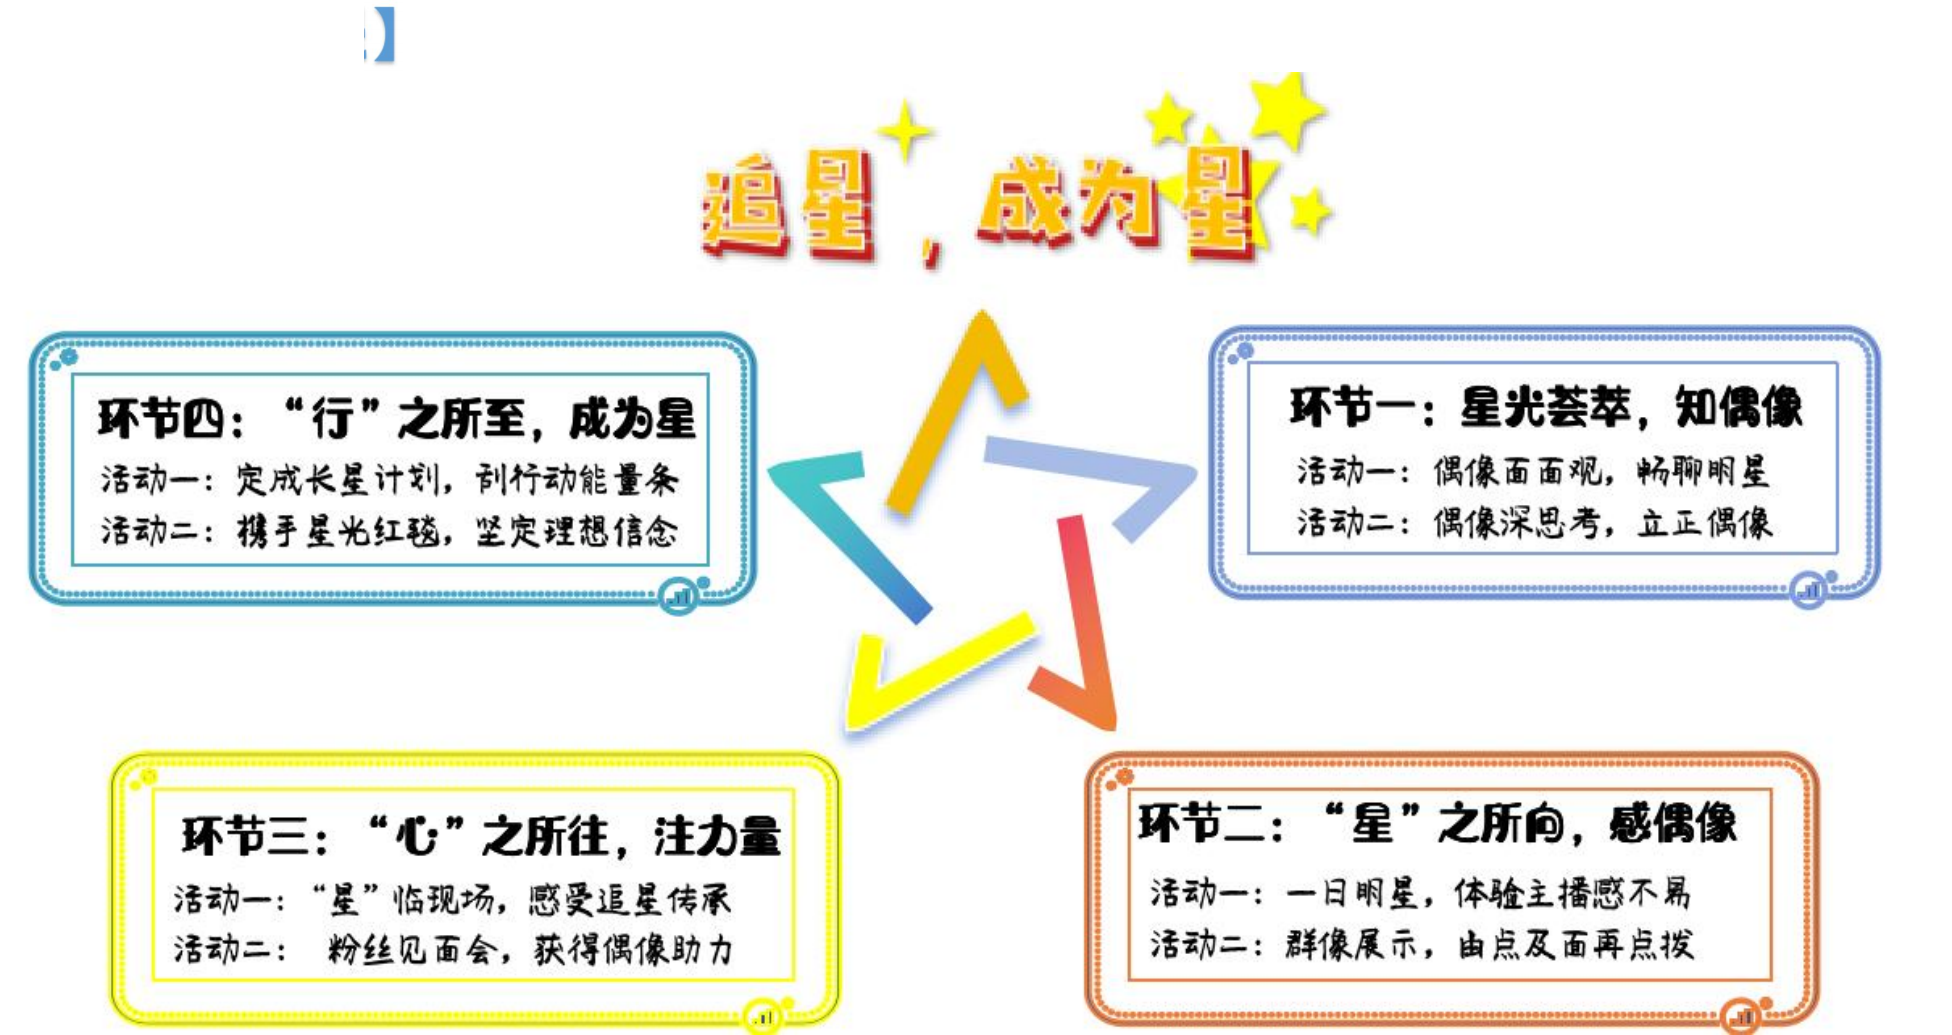 】
追星，成为星
环节四：“行”之所至，成为星
活动一：定成长星计划，刮行动能量条
活动二：携手星光红毯，坚定理想信念
环节一：星光荟萃，知偶像
活动一：偶像面面观，畅聊明星
活动二：偶像深思考，立正偶像
环节三：“心”之所往，注力量
活动一：“星”临现场，感受追星传承
活动二： 粉丝见面会，获得偶像助力
环节二：“星”之所向，感偶像
活动一：一日明星，体验主播感不易
活动二：群像展示，由点及面再点拨